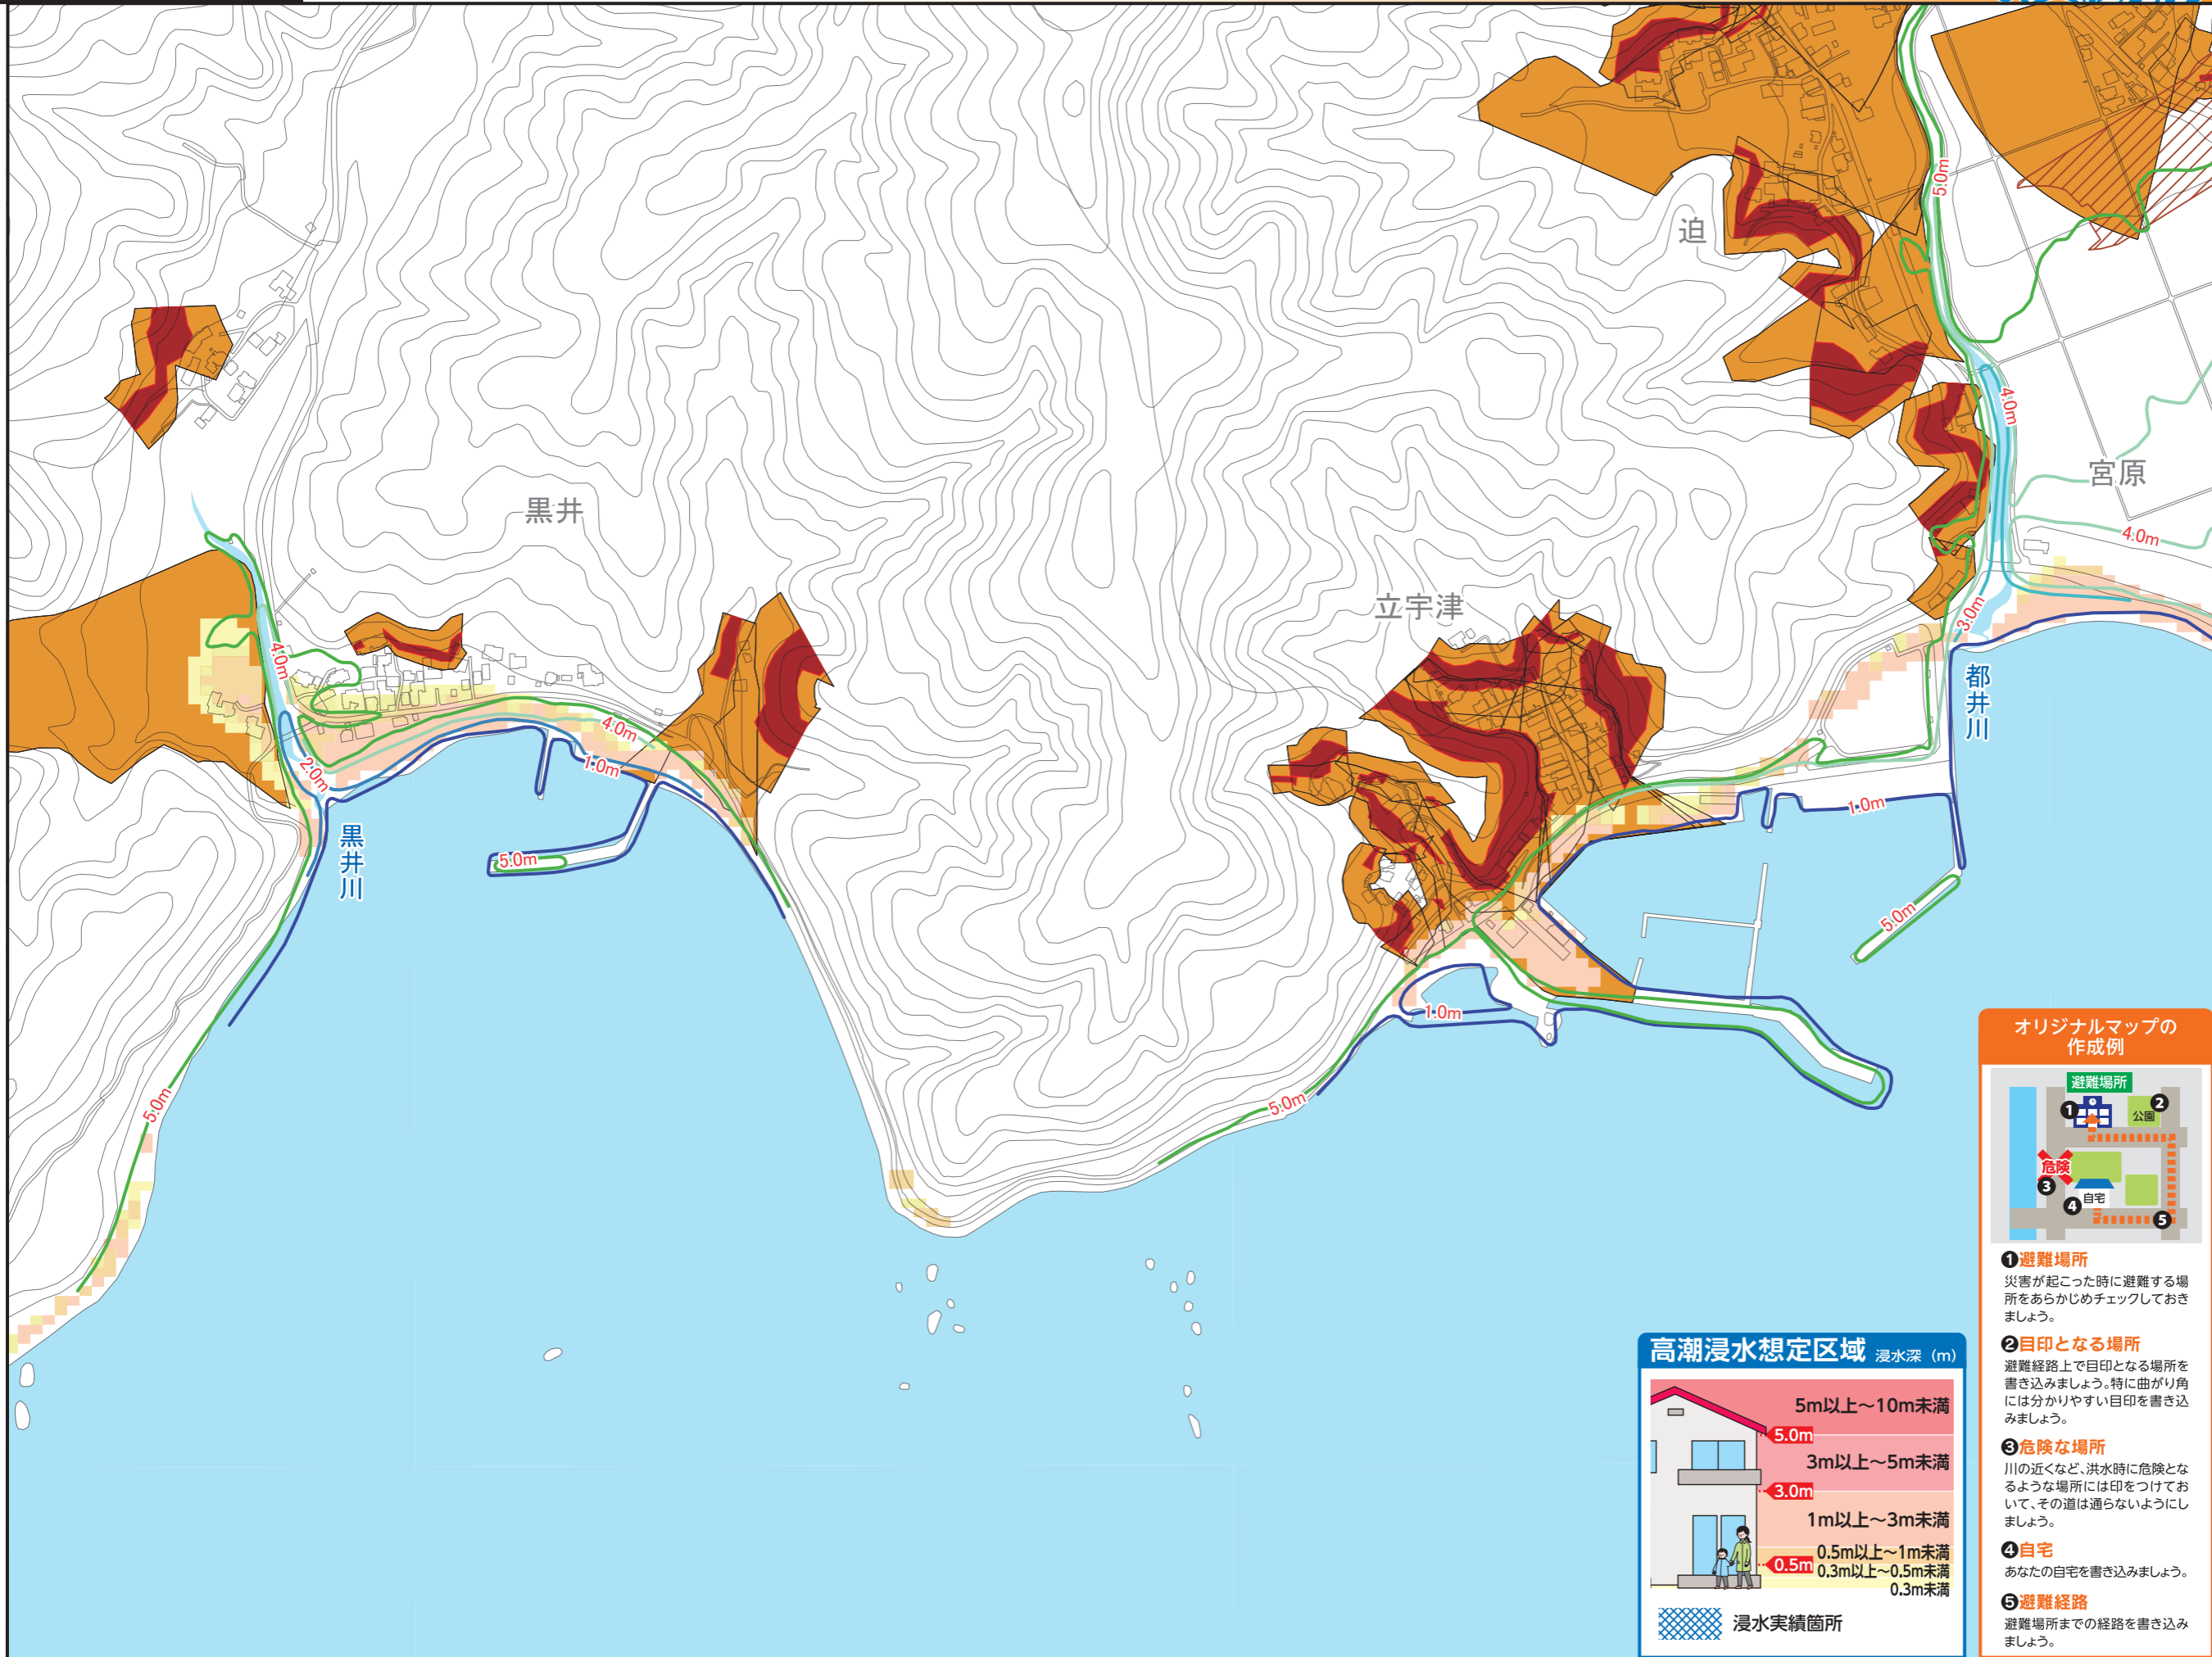 迫
5.0m
4.0m
宮原
4.0m
3.0m
都井川
黒井
立宇津
4.0m
2.0m
4.0m
1.0m
黒井川
5.0m
1.0m
5.0m
1.0m
5.0m
5.0m
オリジナルマップの
作成例
避難場所
1
2
公園
危険
3
4
自宅
5
❶避難場所
災害が起こった時に避難する場
所をあらかじめチェックしておき
ましょう。
❷目印となる場所
避難経路上で目印となる場所を
書き込みましょう。特に曲がり角
には分かりやすい目印を書き込
みましょう。
❸危険な場所
川の近くなど、洪水時に危険とな
るような場所には印をつけてお
いて、その道は通らないようにし
ましょう。
❹自宅
あなたの自宅を書き込みましょう。
❺避難経路
避難場所までの経路を書き込み
ましょう。
高潮浸水想定区域 浸水深（m）
5m以上〜10m未満
5.0m
3m以上〜5m未満
3.0m
1m以上〜3m未満
0.5m以上〜1m未満
0.5m
0.3m以上〜0.5m未満
0.3m未満
浸水実績箇所